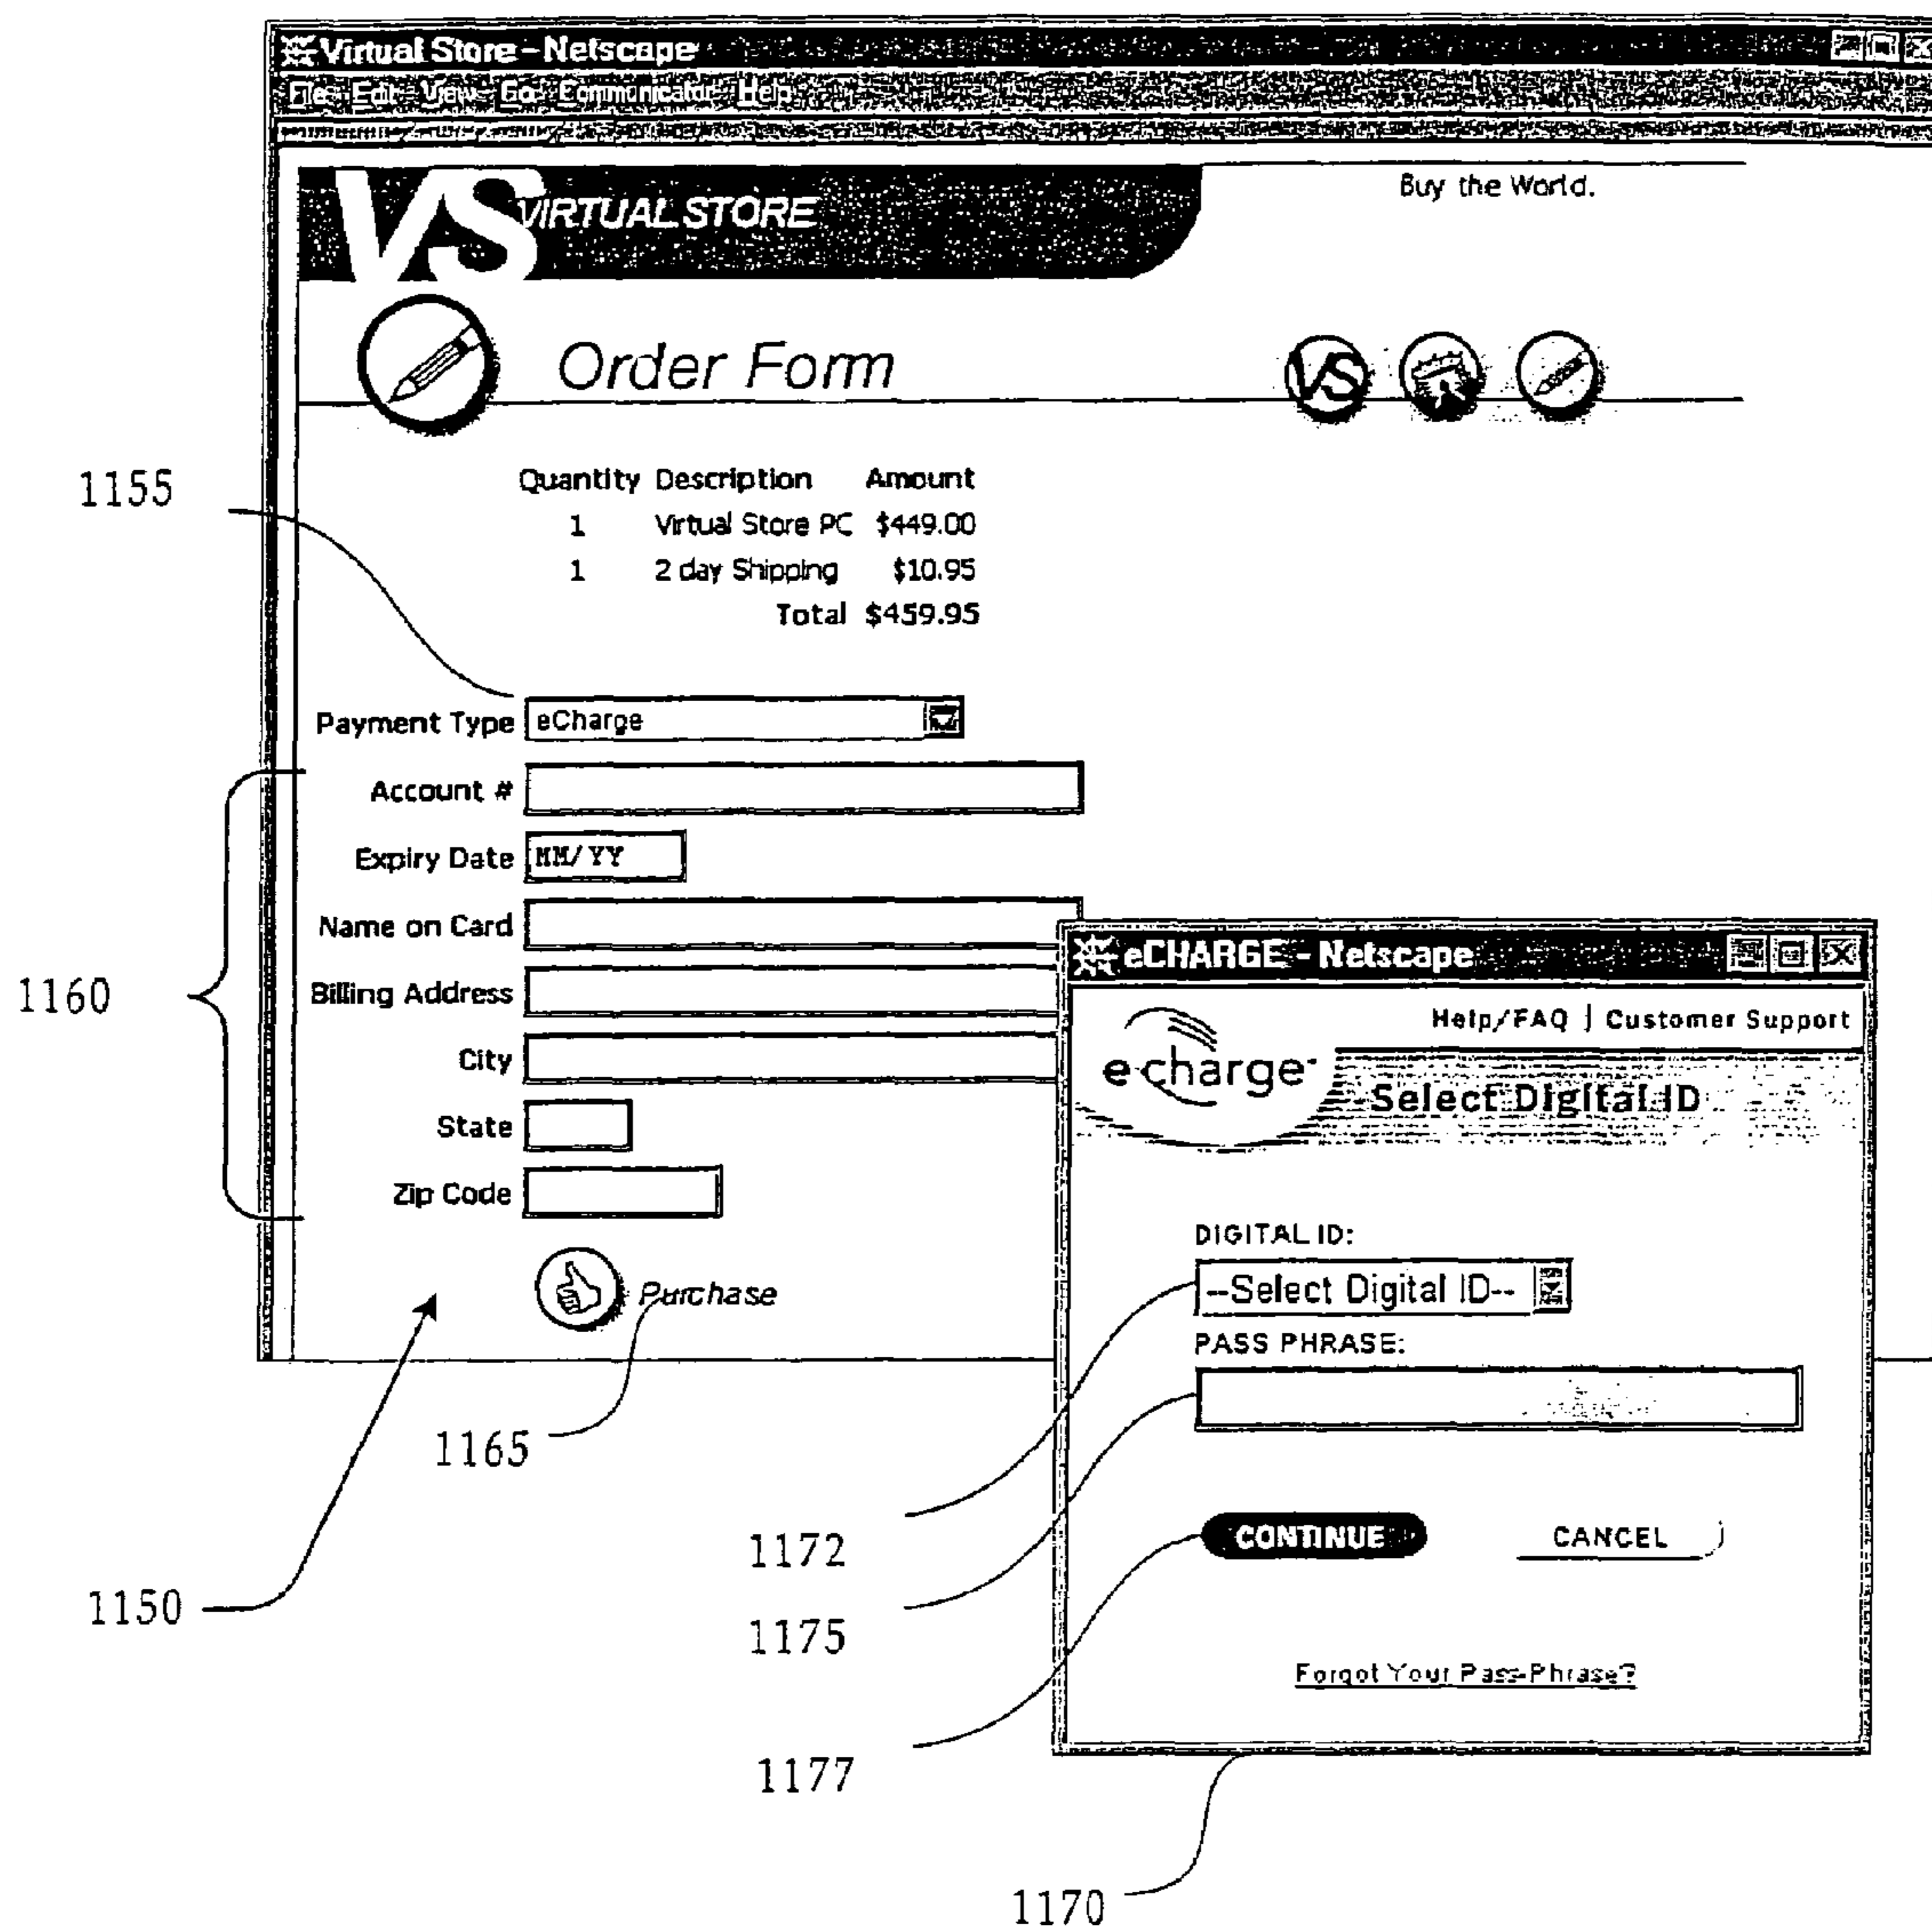 Virtual Store - Netscape
File Edit View Go Communicator Help
VS VIRTUAL STORE
Buy the World.
Order Form
VS
Quantity Description Amount
1 Virtual Store PC $449.00
1 2 day Shipping $10.95
Total $459.95
1155
Payment Type eCharge
Account #
Expiry Date MM/YY
Name on Card
Billing Address
City
State
Zip Code
1160
Purchase
1165
1150
eCHARGE - Netscape
Help/FAQ | Customer Support
echarge
Select Digital ID
DIGITAL ID:
--Select Digital ID--
PASS PHRASE:
CONTINUE CANCEL
Forgot Your Pass-Phrase?
1172
1175
1177
1170